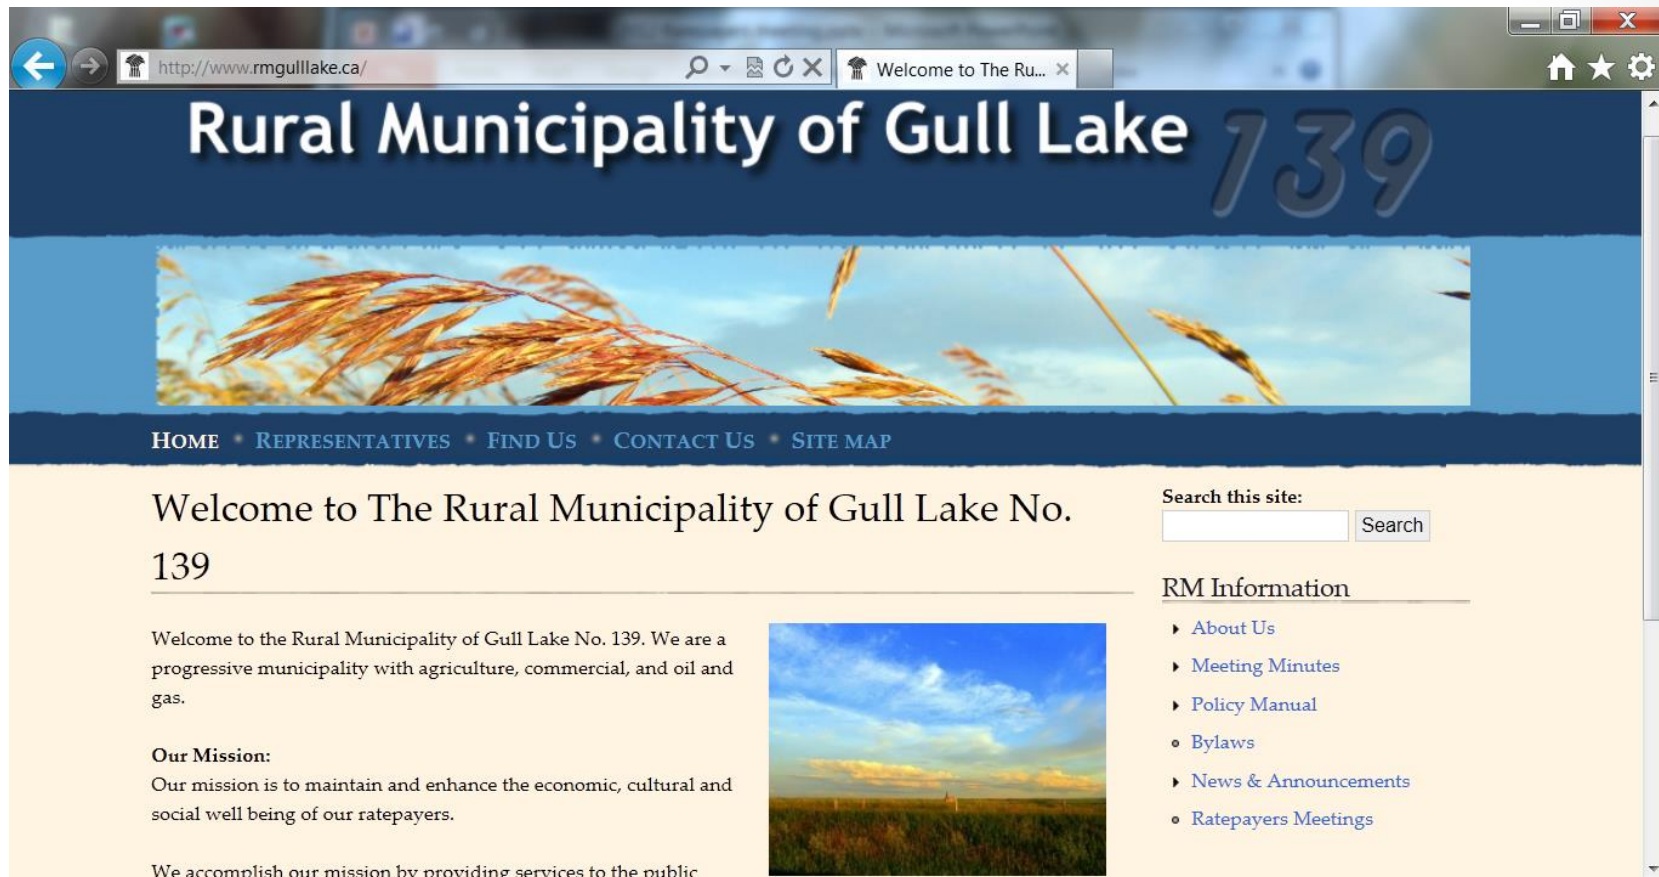 http://www.rmgulllake.ca/
Welcome to The Ru...
Rural Municipality of Gull Lake 139
HOME • REPRESENTATIVES • FIND US • CONTACT US • SITE MAP
Welcome to The Rural Municipality of Gull Lake No.
139
Welcome to the Rural Municipality of Gull Lake No. 139. We are a
progressive municipality with agriculture, commercial, and oil and
gas.
Our Mission:
Our mission is to maintain and enhance the economic, cultural and
social well being of our ratepayers.
We accomplish our mission by providing services to the public
Search this site:
Search
RM Information
About Us
Meeting Minutes
Policy Manual
Bylaws
News & Announcements
Ratepayers Meetings